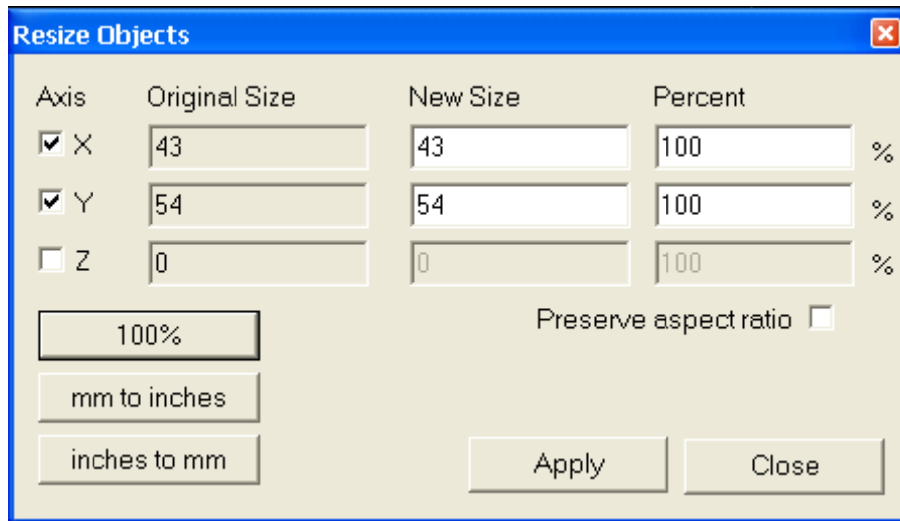 Resize Objects
Axis Original Size New Size Percent
X 43 43 100 %
Y 54 54 100 %
Z 0 0 100 %
Preserve aspect ratio
100%
mm to inches
inches to mm
Apply Close